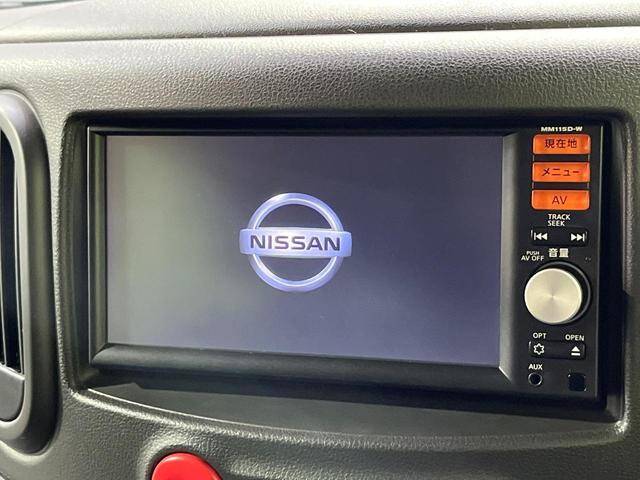 MM115D-W
現在地
メニュー
AV
TRACK
SEEK
NISSAN
PUSH
AV OFF
音量
OPT
OPEN
AUX